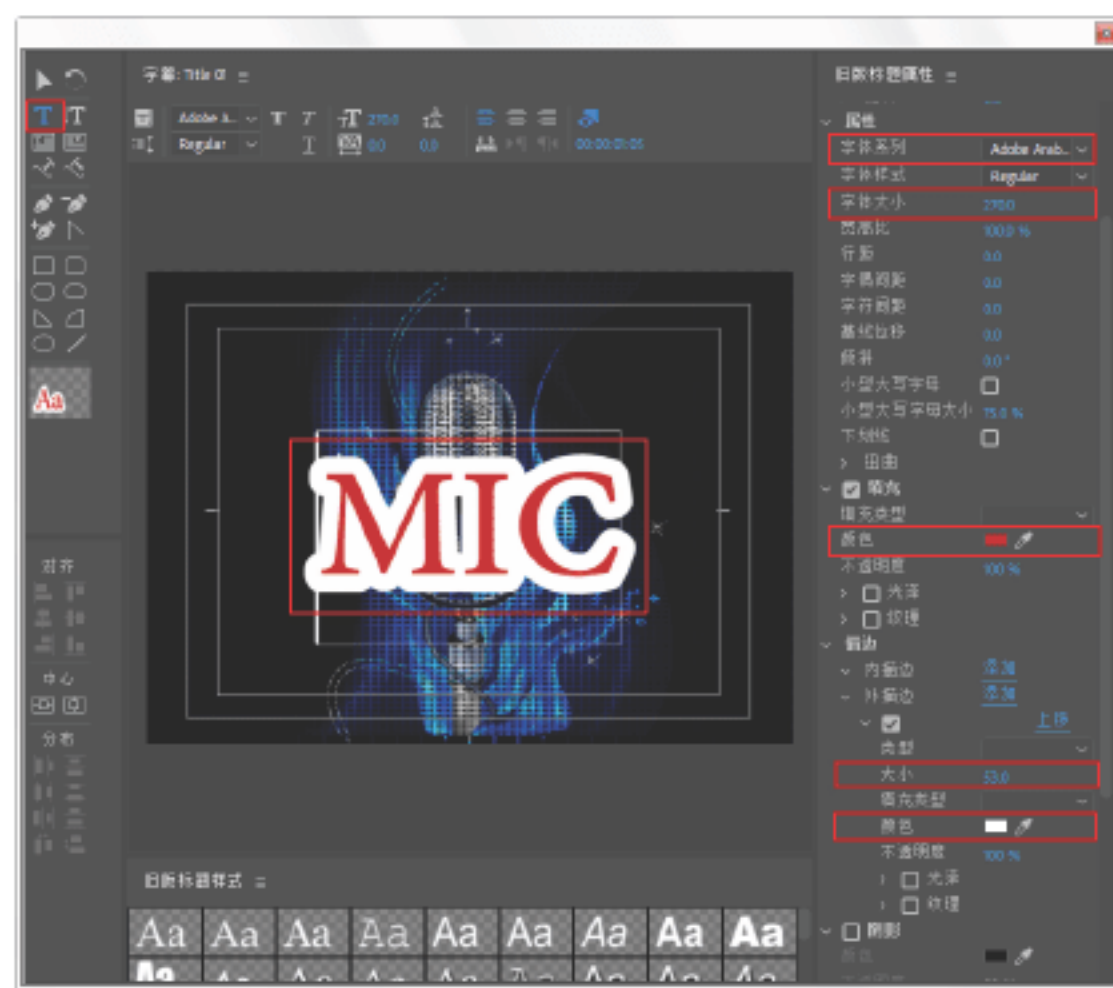 字幕: Title 01
旧版标题属性
Adobe A...
270.0
Regular
0.0
0.0
00:00:01:05
属性
字体系列 Adobe Arab...
字体样式 Regular
字体大小 270.0
宽高比 100.0 %
行距 0.0
字偶间距 0.0
字符间距 0.0
基线位移 0.0
倾斜 0.0 °
小型大写字母
小型大写字母大小 75.0 %
下划线
扭曲
填充
填充类型
颜色
不透明度 100 %
光泽
纹理
描边
内描边 添加
外描边 添加
上移
类型
大小 53.0
填充类型
颜色
不透明度 100 %
光泽
纹理
阴影
颜色
MIC
Aa
对齐
中心
分布
旧版标题样式
Aa Aa Aa Aa Aa Aa Aa Aa Aa